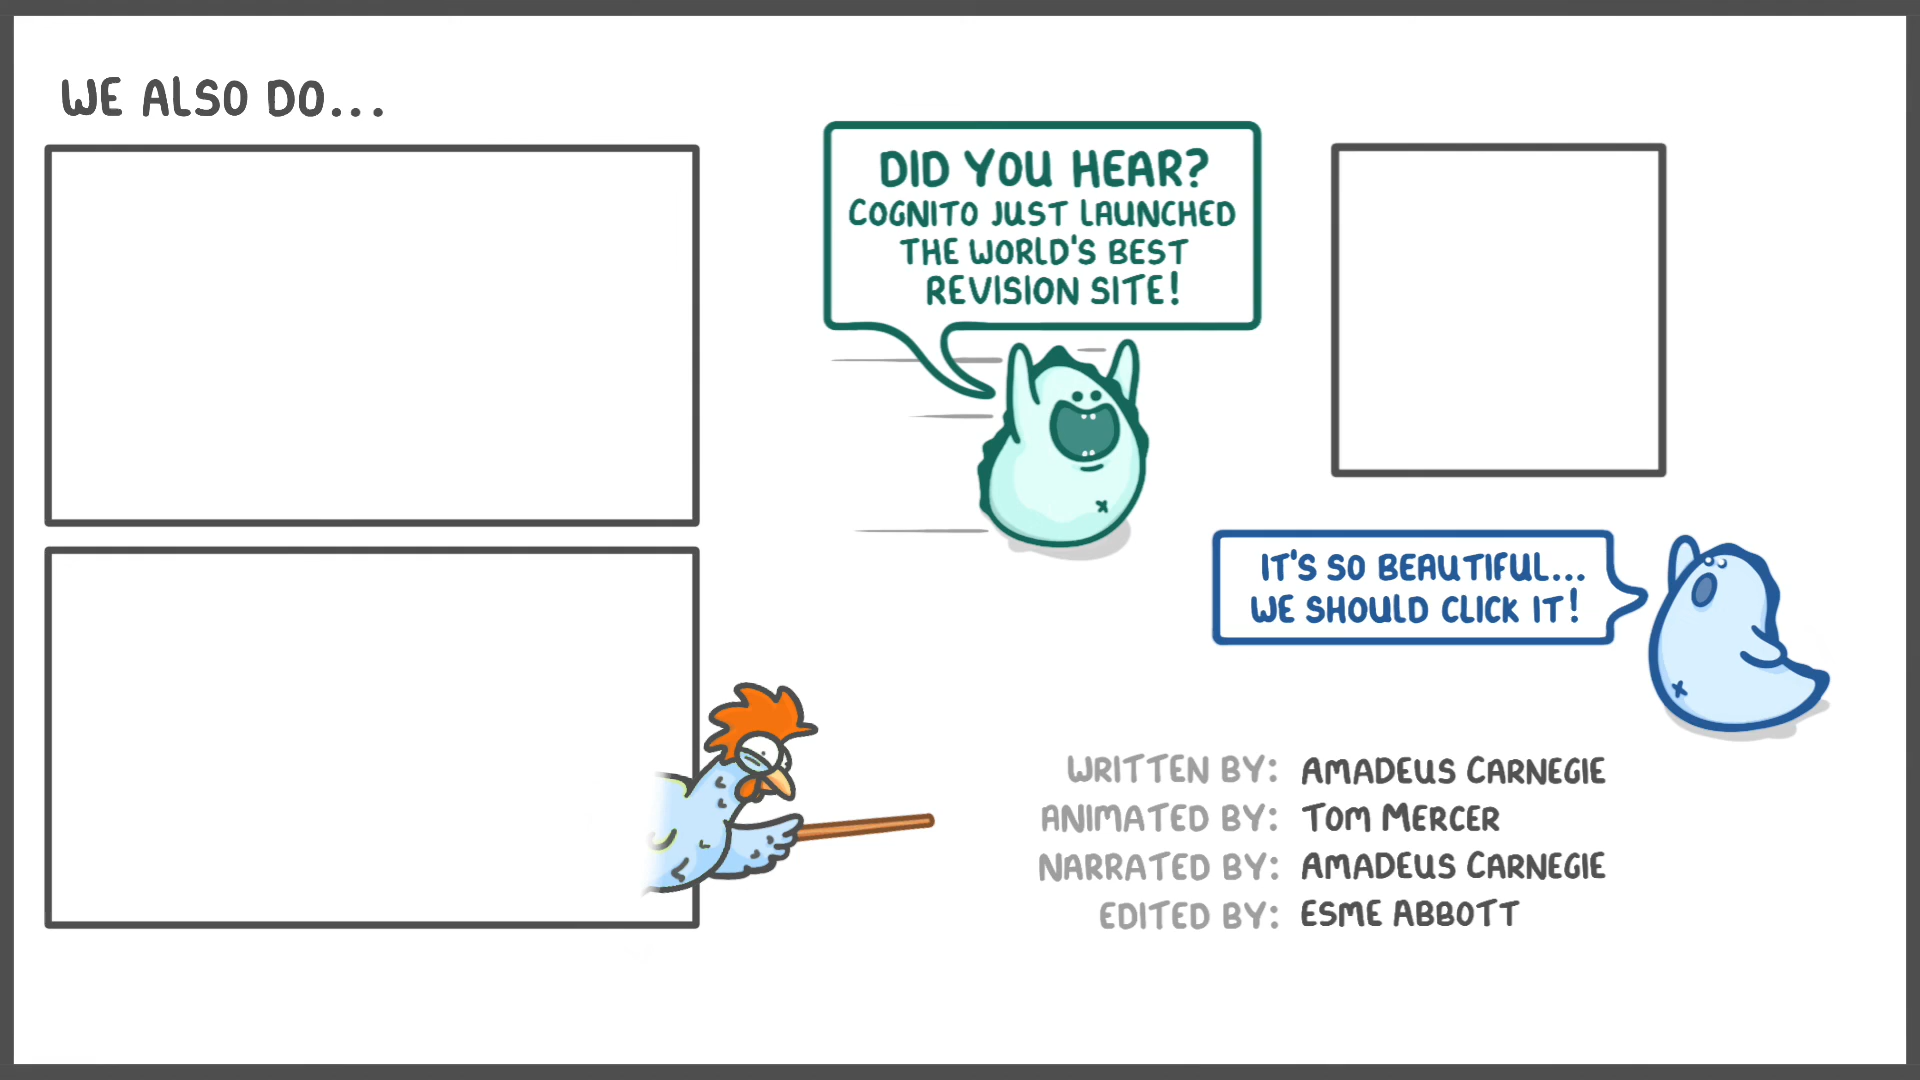 WE ALSO DO...
DID YOU HEAR?
COGNITO JUST LAUNCHED
THE WORLD'S BEST
REVISION SITE!
IT'S SO BEAUTIFUL...
WE SHOULD CLICK IT!
WRITTEN BY: AMADEUS CARNEGIE
ANIMATED BY: TOM MERCER
NARRATED BY: AMADEUS CARNEGIE
EDITED BY: ESME ABBOTT